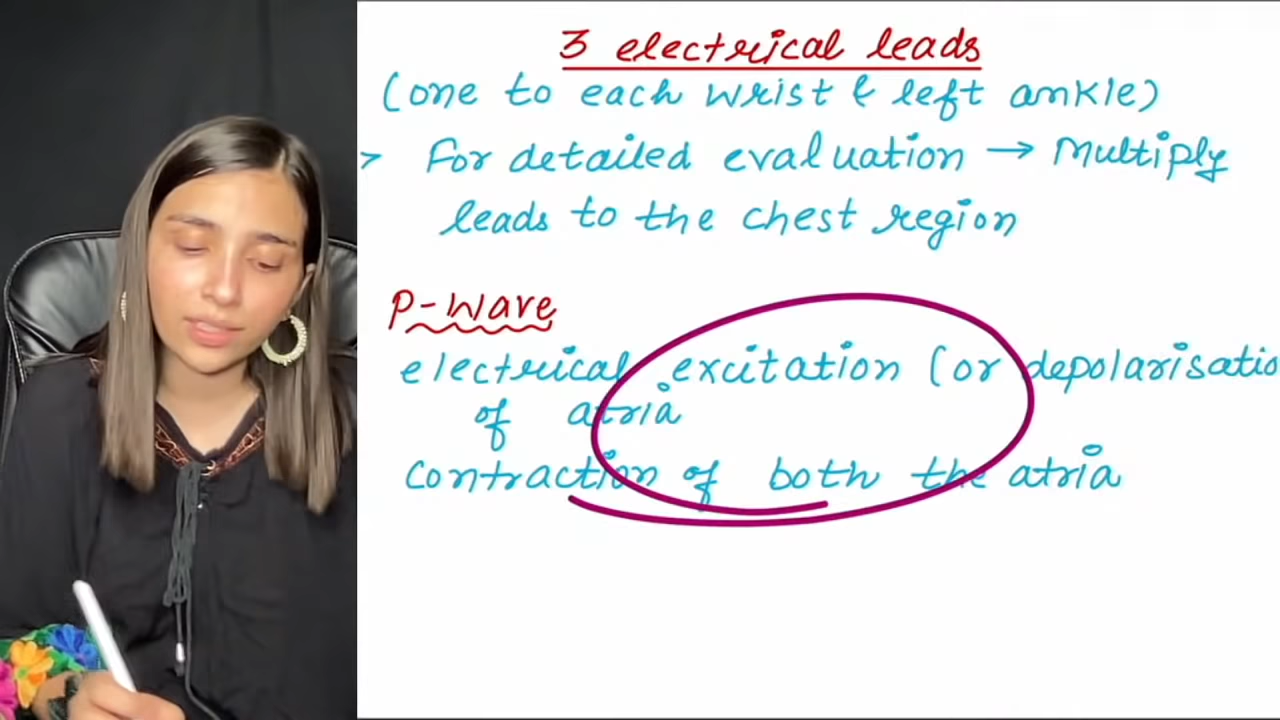 3 electrical leads
(one to each wrist & left ankle)
> For detailed evaluation → Multiply
leads to the chest region
P-wave
electrical excitation (or depolarisatio
of atria
contraction of both the atria